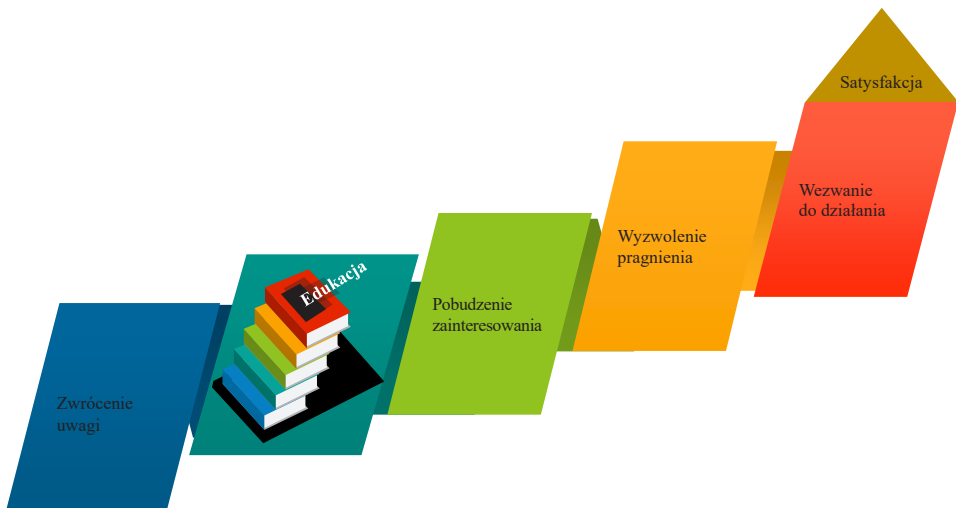 Zwrócenie
uwagi
Edukacja
Pobudzenie
zainteresowania
Wyzwolenie
pragnienia
Wezwanie
do działania
Satysfakcja